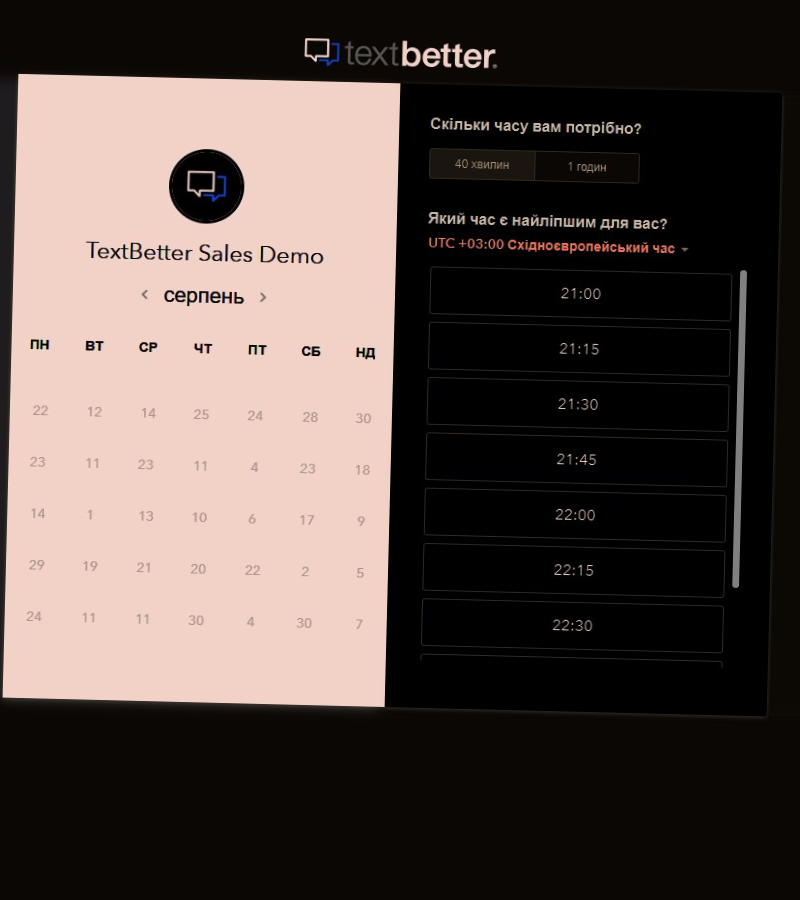 textbetter.
TextBetter Sales Demo
серпень
ПН ВТ СР ЧТ ПТ СБ НД
22 12 14 25 24 28 30
23 11 23 11 4 23 18
14 1 13 10 6 17 9
29 19 21 20 22 2 5
24 11 11 30 4 30 7
Скільки часу вам потрібно?
40 хвилин 1 годин
Який час є найліпшим для вас?
UTC +03:00 Східноєвропейський час
21:00
21:15
21:30
21:45
22:00
22:15
22:30